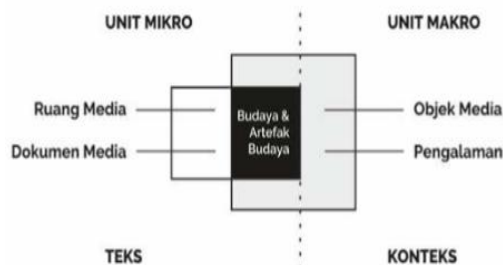 UNIT MIKRO
UNIT MAKRO
Ruang Media
Dokumen Media
Budaya &
Artefak
Budaya
Objek Media
Pengalaman
TEKS
KONTEKS